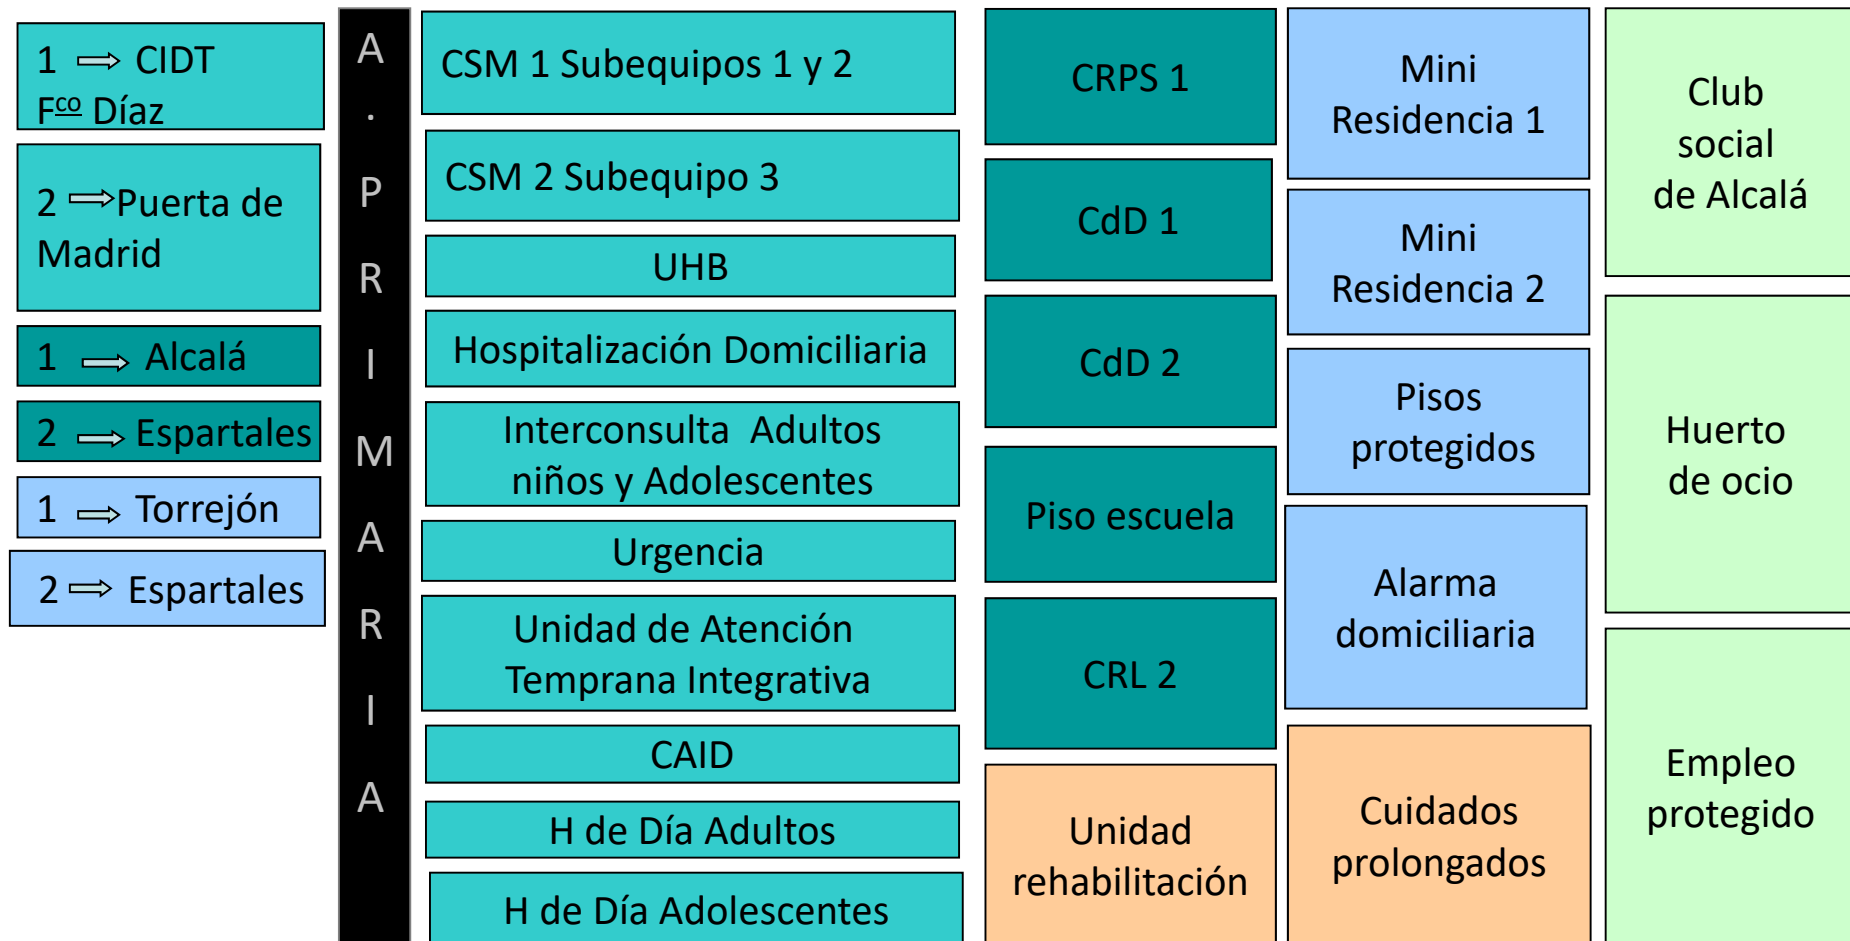 1 ⇒ CIDT
Fco Díaz
2 ⇒ Puerta de
Madrid
1 ⇒ Alcalá
2 ⇒ Espartales
1 ⇒ Torrejón
2 ⇒ Espartales
A
.
P
R
I
M
A
R
I
A
CSM 1 Subequipos 1 y 2
CSM 2 Subequipo 3
UHB
Hospitalización Domiciliaria
Interconsulta Adultos
niños y Adolescentes
Urgencia
Unidad de Atención
Temprana Integrativa
CAID
H de Día Adultos
H de Día Adolescentes
CRPS 1
CdD 1
CdD 2
Piso escuela
CRL 2
Unidad
rehabilitación
Mini
Residencia 1
Mini
Residencia 2
Pisos
protegidos
Alarma
domiciliaria
Cuidados
prolongados
Club
social
de Alcalá
Huerto
de ocio
Empleo
protegido